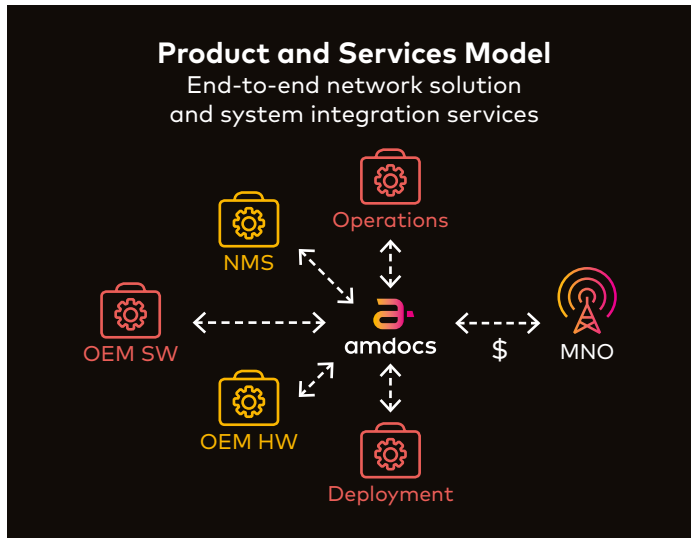 Product and Services Model
End-to-end network solution
and system integration services
Operations
NMS
OEM SW
amdocs
$
MNO
OEM HW
Deployment